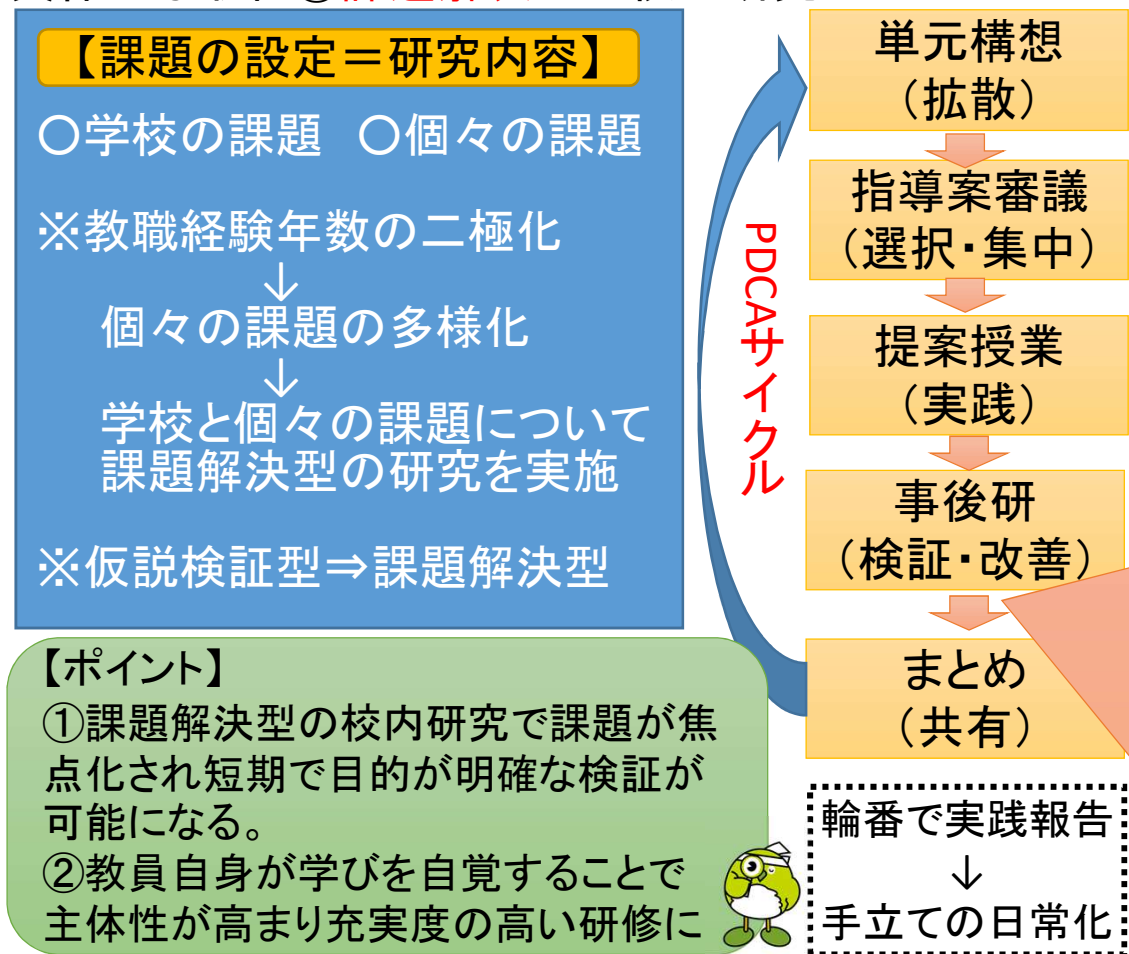 【課題の設定＝研究内容】
○学校の課題　○個々の課題
※教職経験年数の二極化
↓
個々の課題の多様化
↓
学校と個々の課題について
課題解決型の研究を実施
※仮説検証型⇒課題解決型
PDCAサイクル
単元構想
（拡散）
指導案審議
（選択・集中）
提案授業
（実践）
事後研
（検証・改善）
まとめ
（共有）
【ポイント】
①課題解決型の校内研究で課題が焦
点化され短期で目的が明確な検証が
可能になる。
②教員自身が学びを自覚することで
主体性が高まり充実度の高い研修に
輪番で実践報告
↓
手立ての日常化